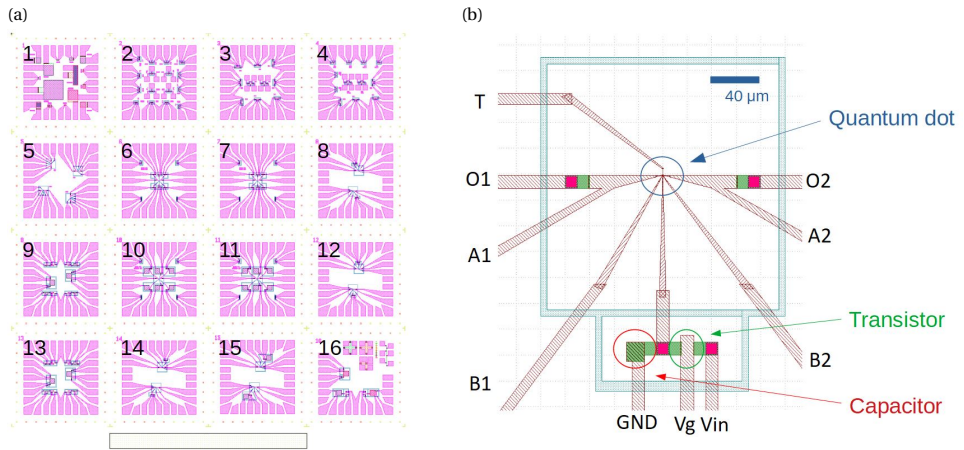 (a)
(b)
1
2
3
4
5
6
7
8
9
10
11
12
13
14
15
16
40 µm
T
Quantum dot
O1
O2
A1
A2
Transistor
B1
B2
Capacitor
GND
Vg
Vin